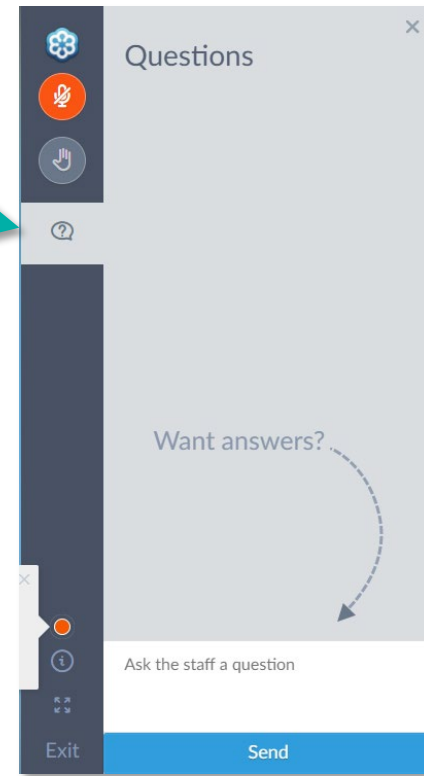 Questions
Want answers?
Ask the staff a question
Exit
Send